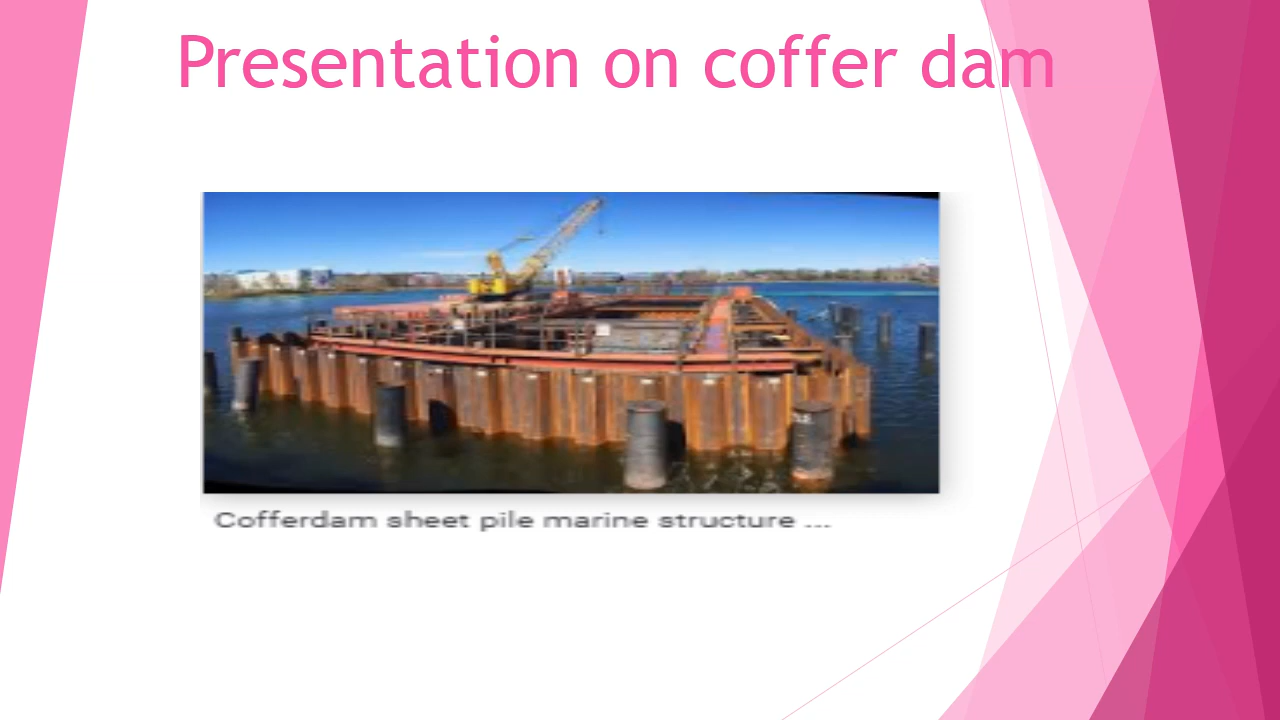 Presentation on coffer dam
Cofferdam sheet pile marine structure ...